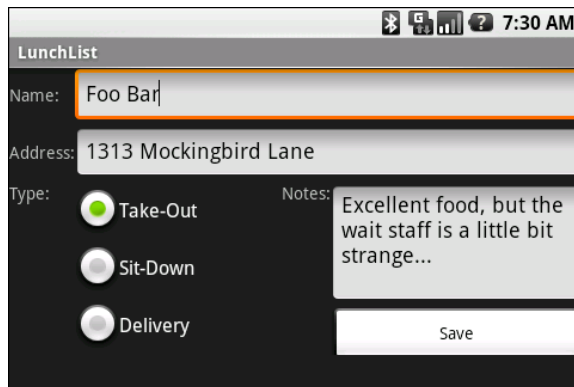 7:30 AM
LunchList
Name: Foo Bar
Address: 1313 Mockingbird Lane
Type:
Take-Out
Sit-Down
Delivery
Notes:
Excellent food, but the
wait staff is a little bit
strange...
Save